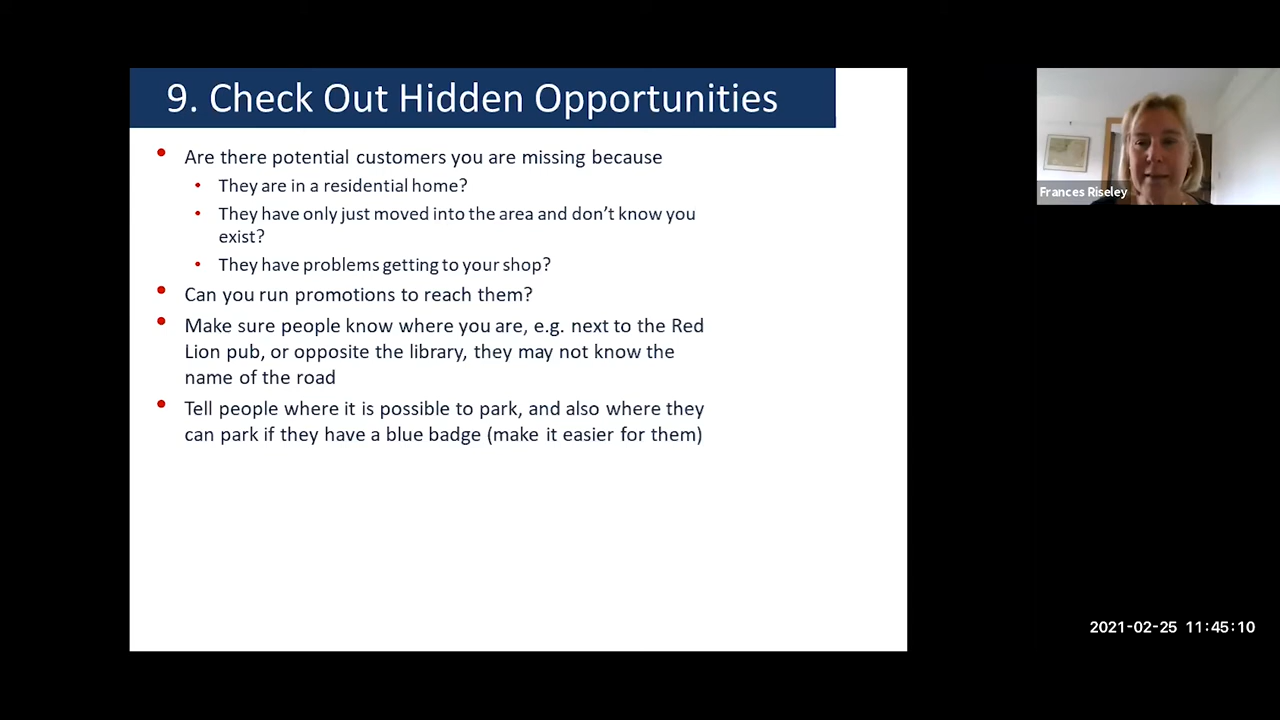 9. Check Out Hidden Opportunities
• Are there potential customers you are missing because
• They are in a residential home?
• They have only just moved into the area and don't know you
exist?
• They have problems getting to your shop?
• Can you run promotions to reach them?
• Make sure people know where you are, e.g. next to the Red
Lion pub, or opposite the library, they may not know the
name of the road
• Tell people where it is possible to park, and also where they
can park if they have a blue badge (make it easier for them)
Frances Riseley
2021-02-25 11:45:10